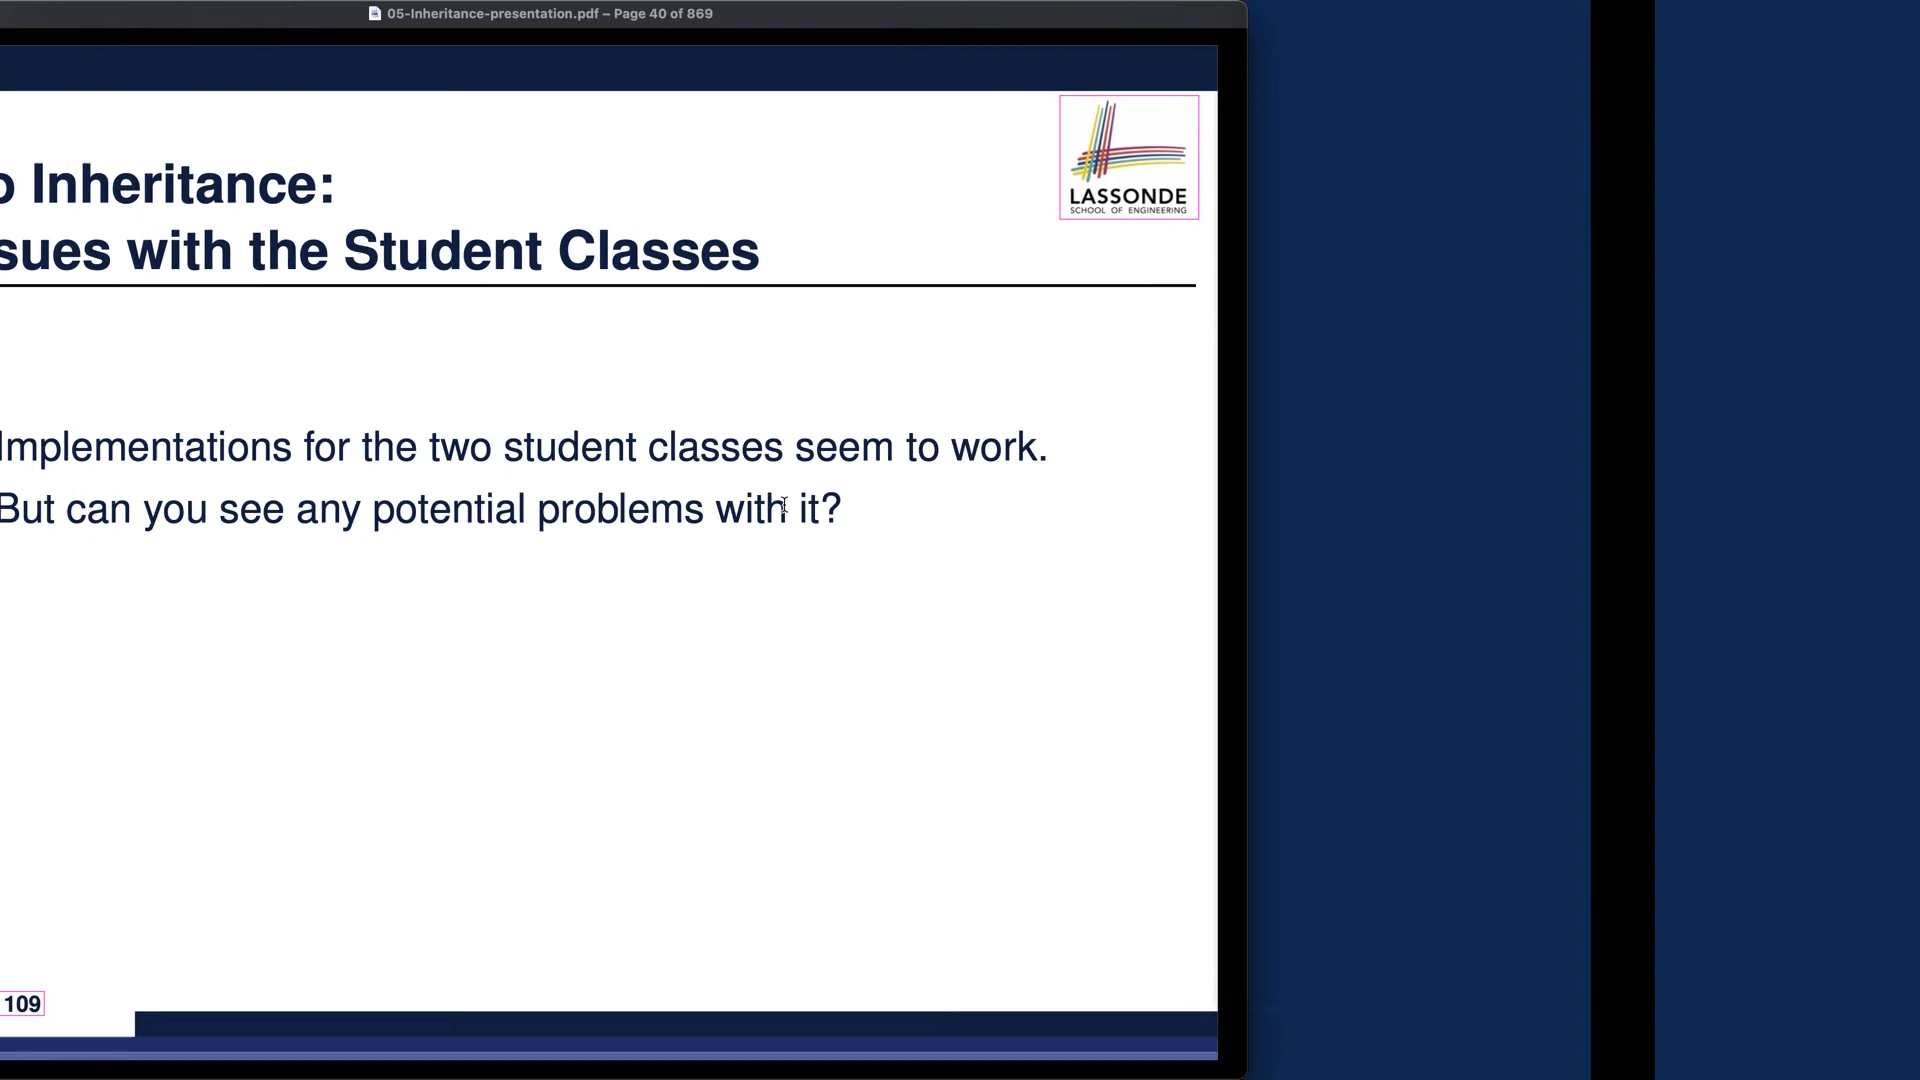 05-Inheritance-presentation.pdf – Page 40 of 869
LASSONDE
SCHOOL OF ENGINEERING
o Inheritance:
sues with the Student Classes
Implementations for the two student classes seem to work.
But can you see any potential problems with it?
109